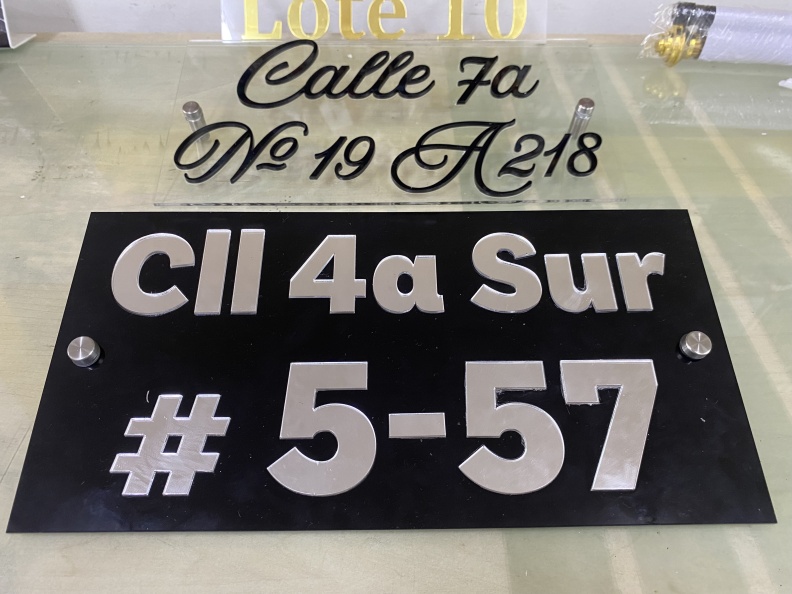 Lote 10
Calle 7a
Nº 19 A 218
Cll 4a Sur
# 5-57